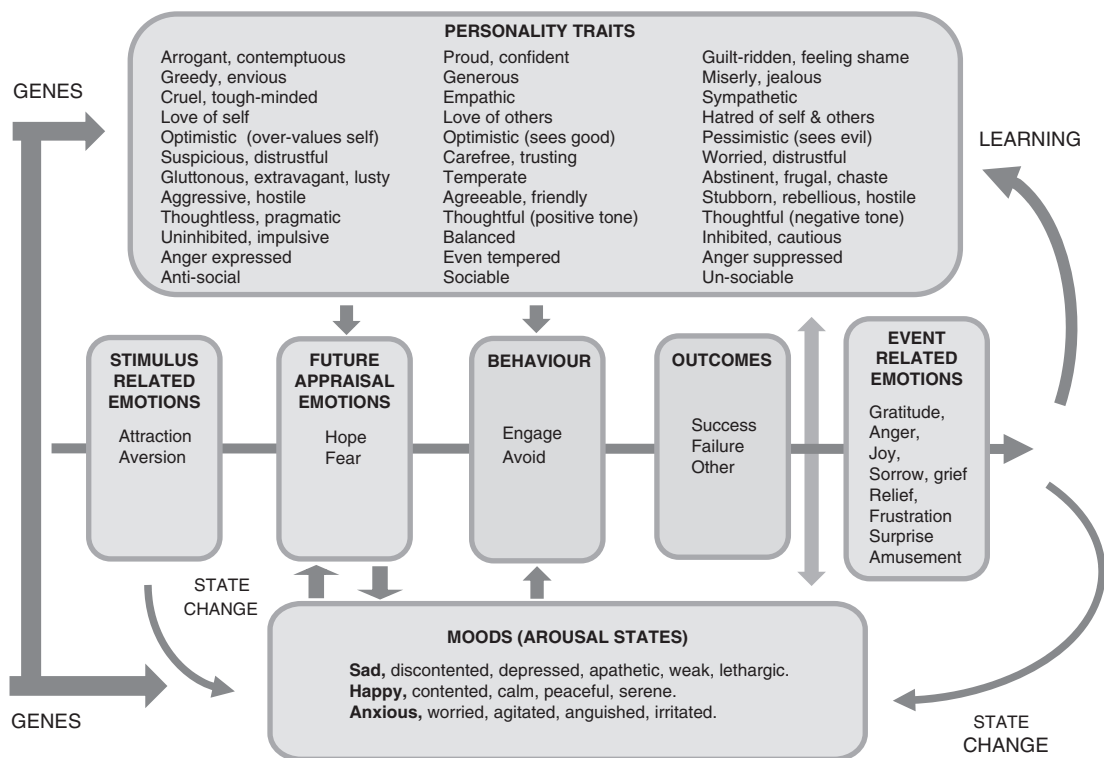 PERSONALITY TRAITS
Arrogant, contemptuous
Greedy, envious
Cruel, tough-minded
Love of self
Optimistic (over-values self)
Suspicious, distrustful
Gluttonous, extravagant, lusty
Aggressive, hostile
Thoughtless, pragmatic
Uninhibited, impulsive
Anger expressed
Anti-social
Proud, confident
Generous
Empathic
Love of others
Optimistic (sees good)
Carefree, trusting
Temperate
Agreeable, friendly
Thoughtful (positive tone)
Balanced
Even tempered
Sociable
Guilt-ridden, feeling shame
Miserly, jealous
Sympathetic
Hatred of self & others
Pessimistic (sees evil)
Worried, distrustful
Abstinent, frugal, chaste
Stubborn, rebellious, hostile
Thoughtful (negative tone)
Inhibited, cautious
Anger suppressed
Un-sociable
GENES
LEARNING
STIMULUS
RELATED
EMOTIONS
Attraction
Aversion
FUTURE
APPRAISAL
EMOTIONS
Hope
Fear
BEHAVIOUR
Engage
Avoid
OUTCOMES
Success
Failure
Other
EVENT
RELATED
EMOTIONS
Gratitude,
Anger,
Joy,
Sorrow, grief
Relief,
Frustration
Surprise
Amusement
STATE
CHANGE
MOODS (AROUSAL STATES)
Sad, discontented, depressed, apathetic, weak, lethargic.
Happy, contented, calm, peaceful, serene.
Anxious, worried, agitated, anguished, irritated.
GENES
STATE
CHANGE